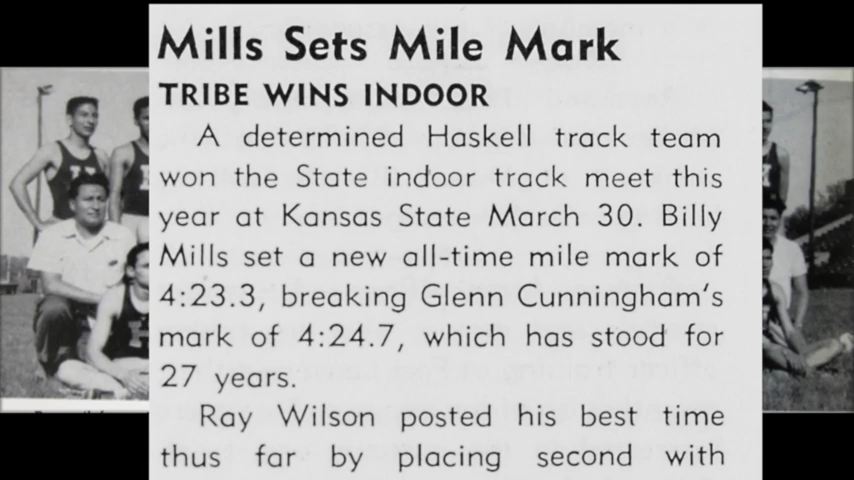 Mills Sets Mile Mark
TRIBE WINS INDOOR
A determined Haskell track team
won the State indoor track meet this
year at Kansas State March 30. Billy
Mills set a new all-time mile mark of
4:23.3, breaking Glenn Cunningham's
mark of 4:24.7, which has stood for
27 years.
Ray Wilson posted his best time
thus far by placing second with